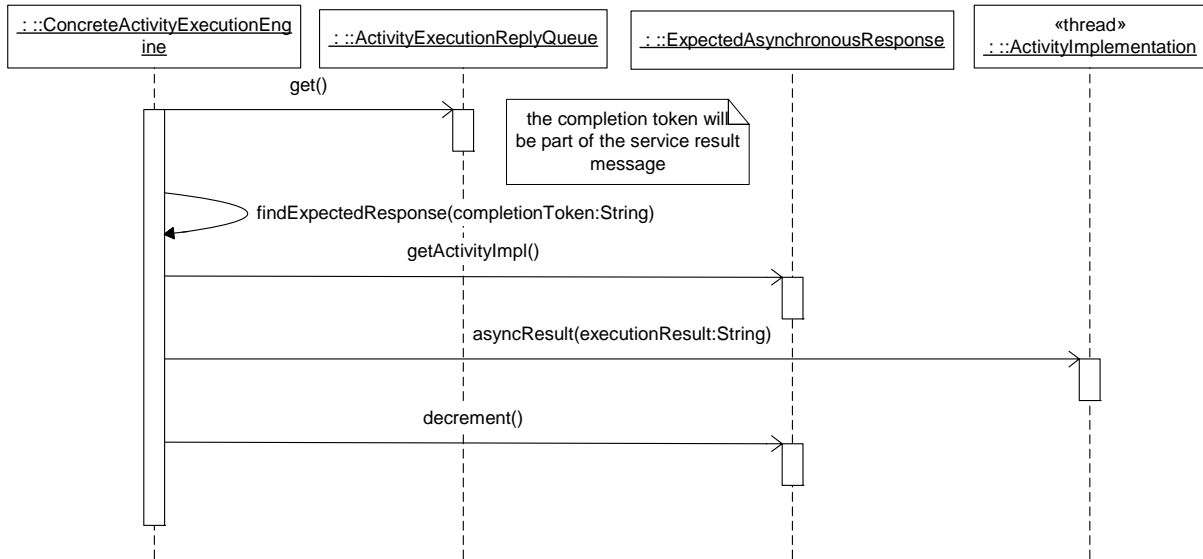 : ::ConcreteActivityExecutionEng
ine
: ::ActivityExecutionReplyQueue
: ::ExpectedAsynchronousResponse
«thread»
: ::ActivityImplementation
get()
the completion token will
be part of the service result
message
findExpectedResponse(completionToken:String)
getActivityImpl()
asyncResult(executionResult:String)
decrement()